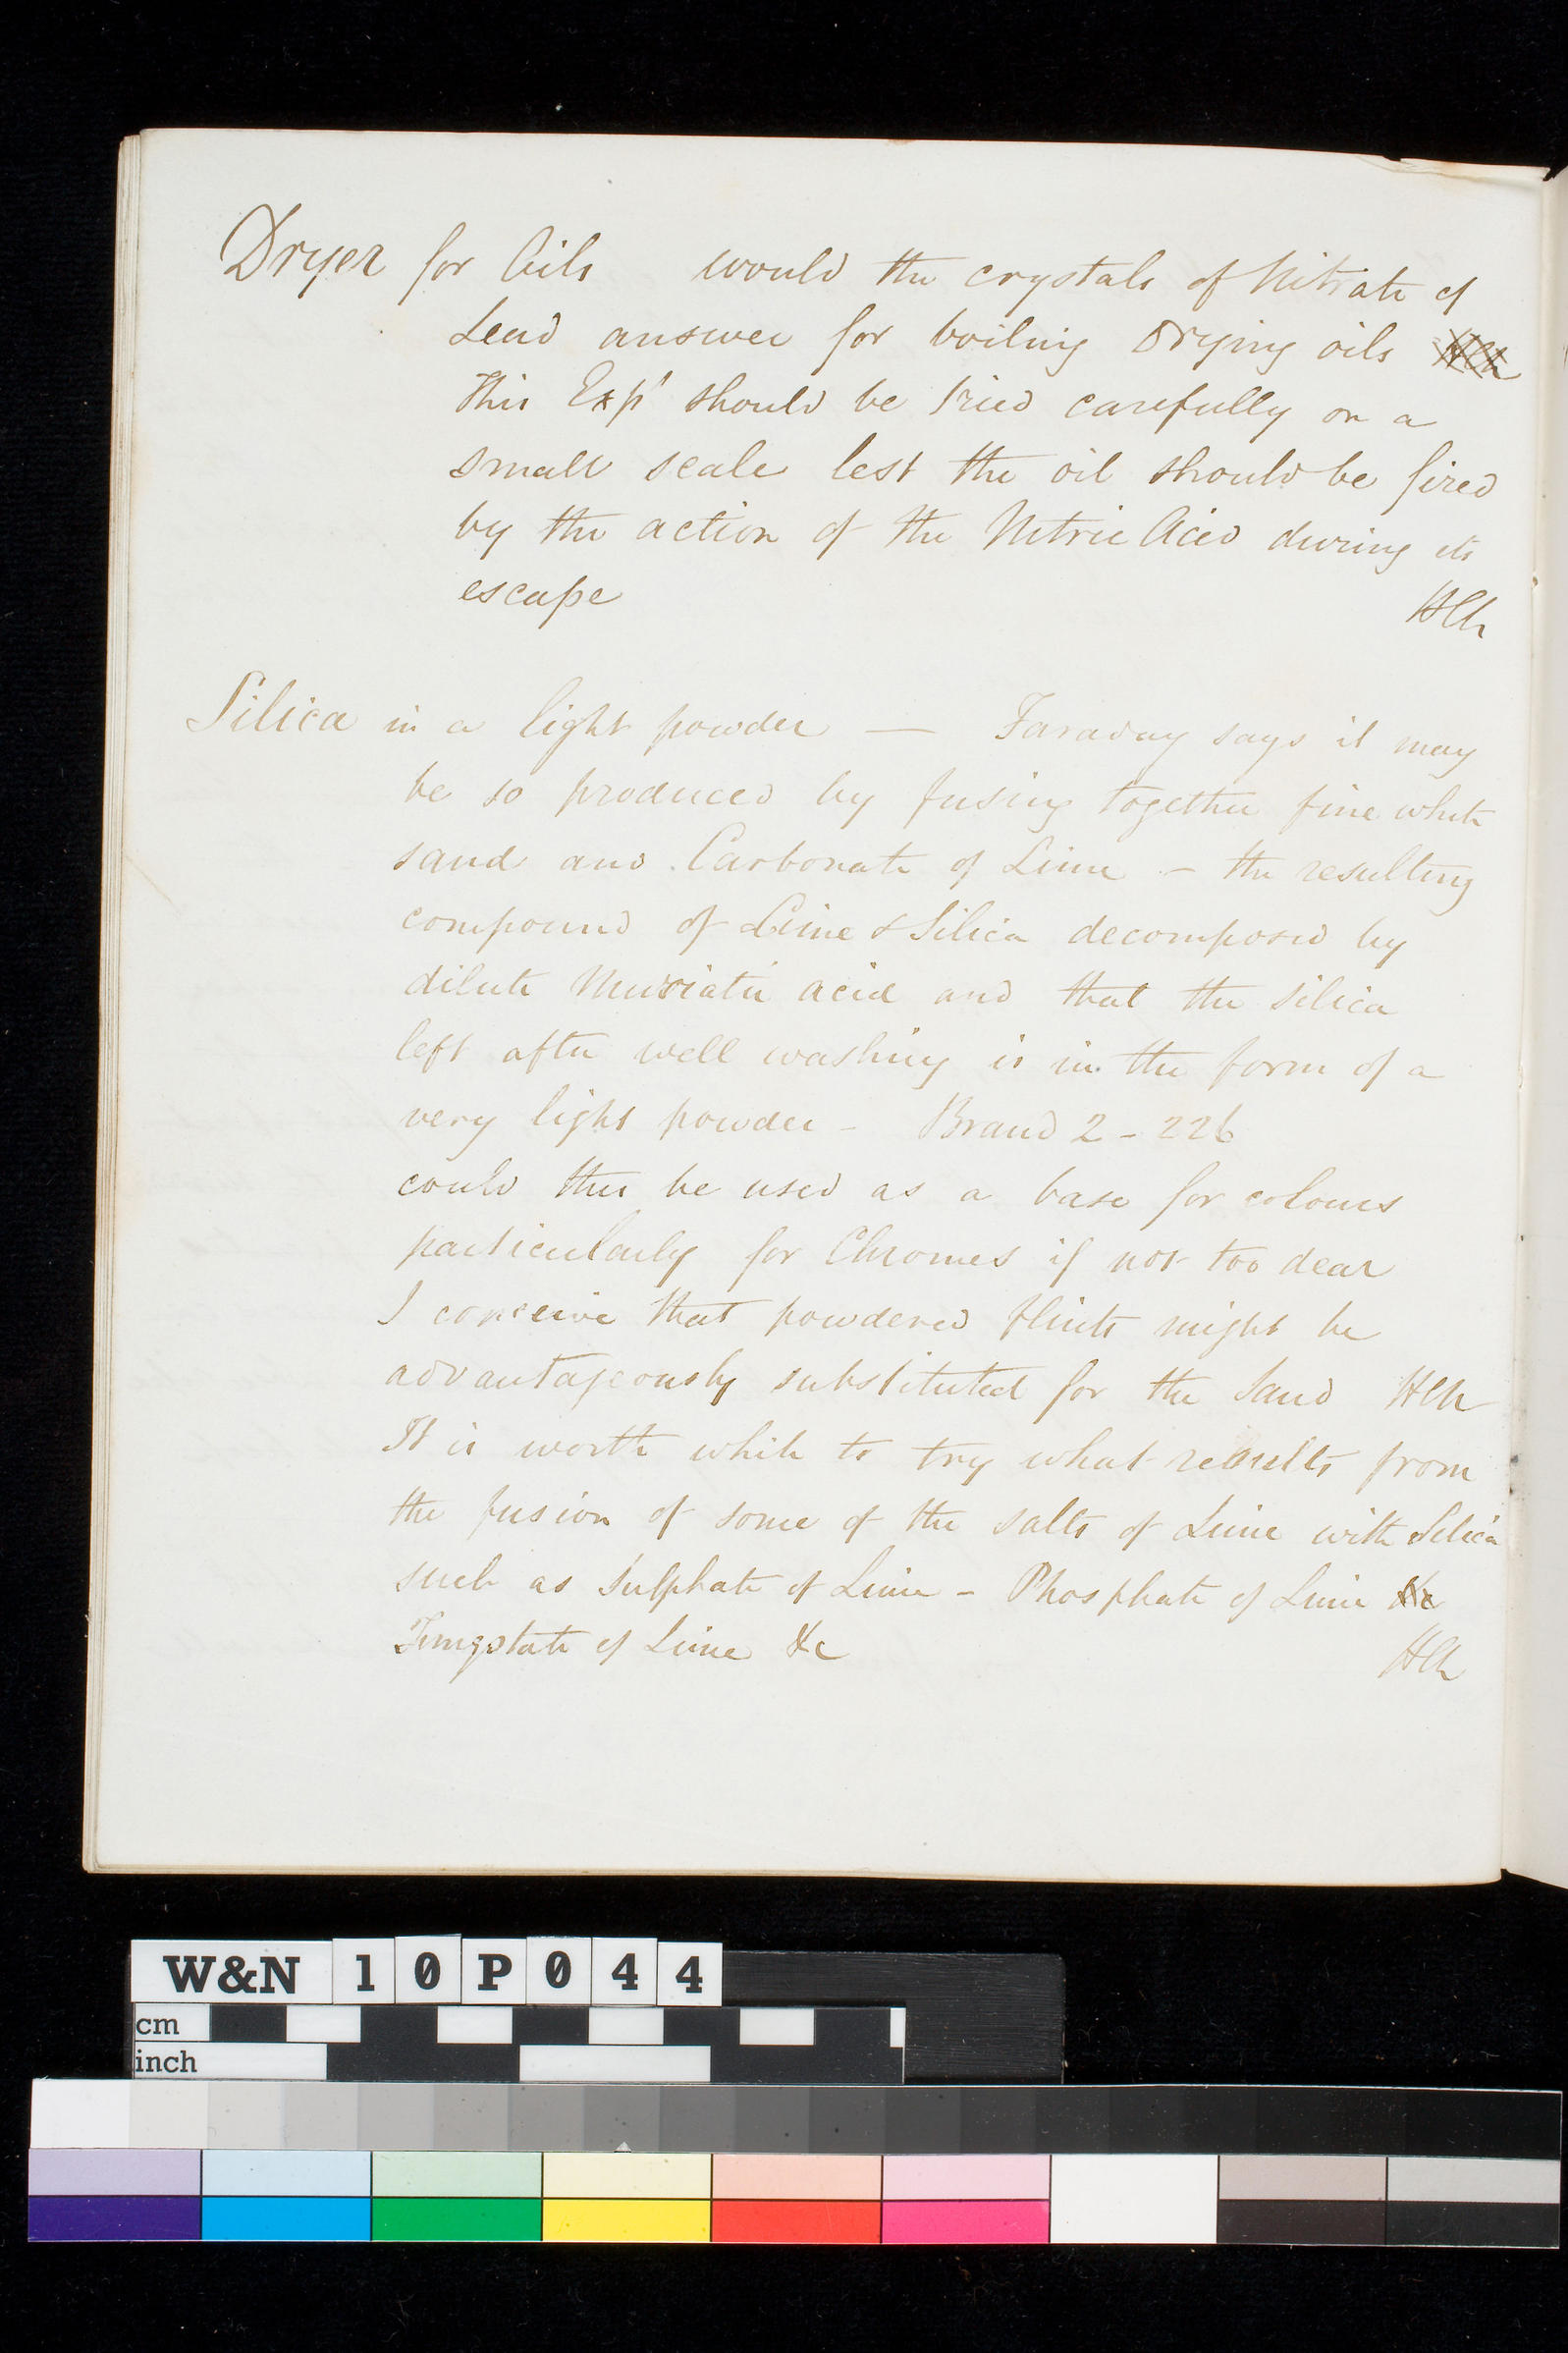 Dryer for Oils would the crystals of Nitrate of
Lead answer for boiling Drying oils HCN
This Expt should be tried carefully on a
small scale lest the oil should be fired
by the action of the Nitric Acid during its
escape HCN
Silica in a light powder — Faraday says it may
be so produced by fusing together fine white
sand and Carbonate of Lime - the resulting
compound of Lime & Silica decomposed by
dilute Muriatic acid and that the silica
left after well washing is in the form of a
very light powder - Brand 2 - 226
could this be used as a base for colours
particularly for Chromes if not too dear
I conceive that powdered flints might be
advantageously substituted for the Sand HCN
It is worth while to try what results from
the fusion of some of the salts of Lime with Silica
such as Sulphate of Lime - Phosphate of Lime &c
Tungstate of Lime &c HCN
W&N 10P044
cm
inch